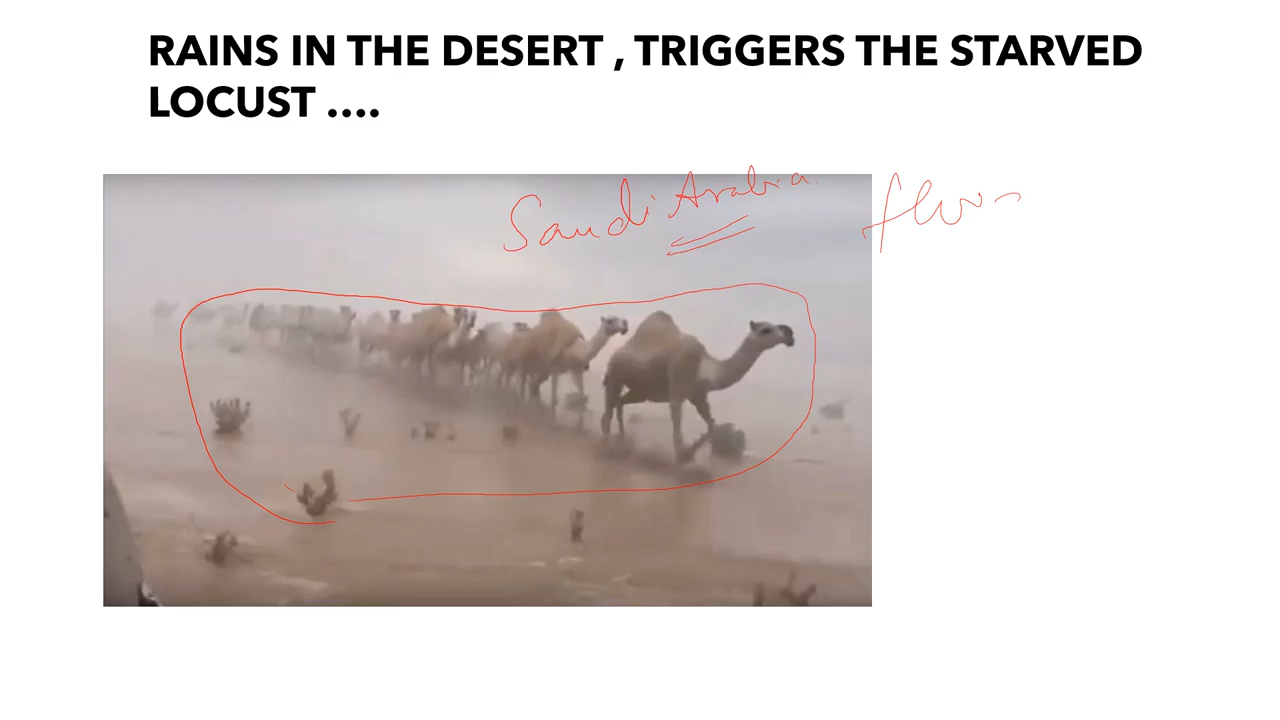 RAINS IN THE DESERT , TRIGGERS THE STARVED
LOCUST ....
Saudi Arabia